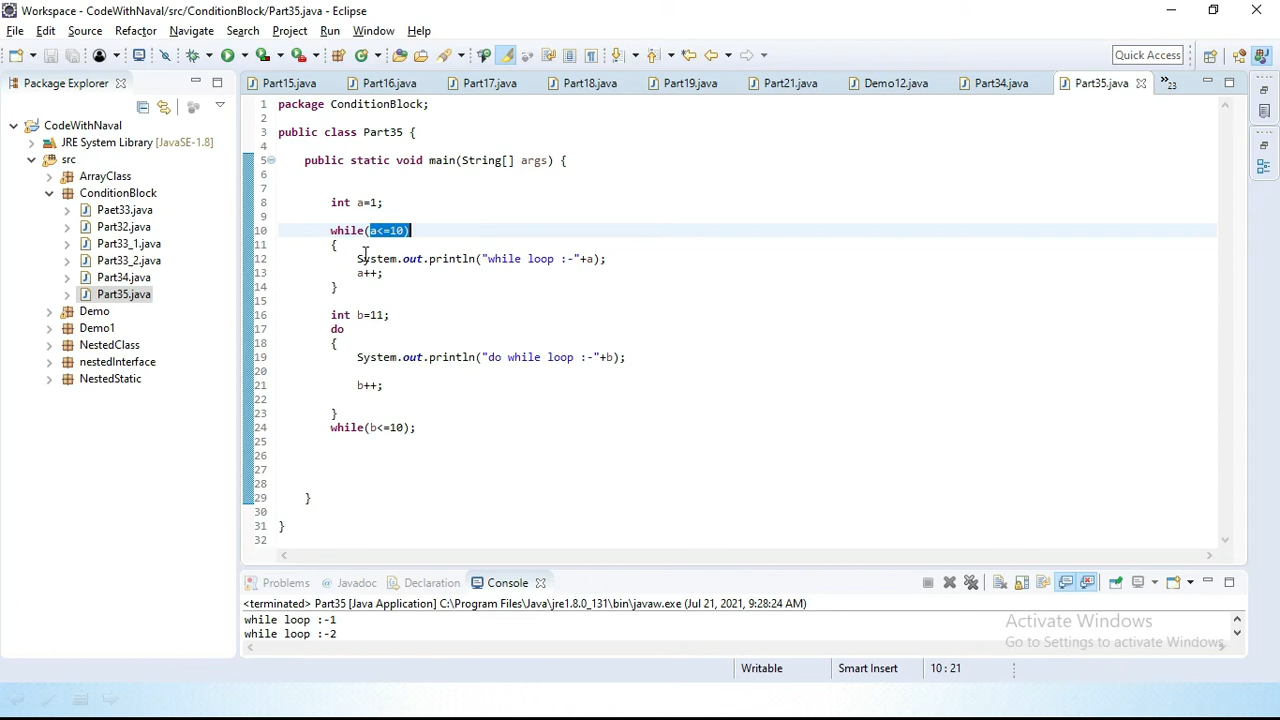 Workspace - CodeWithNaval/src/ConditionBlock/Part35.java - Eclipse
File Edit Source Refactor Navigate Search Project Run Window Help
Quick Access
Package Explorer
Part15.java Part16.java Part17.java Part18.java Part19.java Part21.java Demo12.java Part34.java Part35.java »23
CodeWithNaval
JRE System Library [JavaSE-1.8]
src
ArrayClass
ConditionBlock
Paet33.java
Part32.java
Part33_1.java
Part33_2.java
Part34.java
Part35.java
Demo
Demo1
NestedClass
nestedInterface
NestedStatic
1 package ConditionBlock;
2
3 public class Part35 {
4
5 public static void main(String[] args) {
6
7
8 int a=1;
9
10 while(a<=10)
11 {
12 System.out.println("while loop :-"+a);
13 a++;
14 }
15
16 int b=11;
17 do
18 {
19 System.out.println("do while loop :-"+b);
20
21 b++;
22
23 }
24 while(b<=10);
25
26
27
28
29 }
30
31 }
32
Problems @ Javadoc Declaration Console
<terminated> Part35 [Java Application] C:\Program Files\Java\jre1.8.0_131\bin\javaw.exe (Jul 21, 2021, 9:28:24 AM)
while loop :-1
while loop :-2
Activate Windows
Go to Settings to activate Windows.
Writable Smart Insert 10 : 21